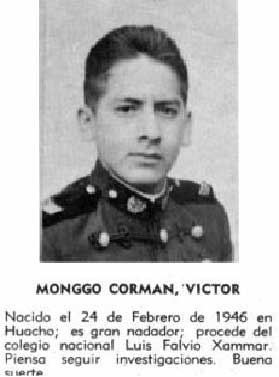 MONGGO CORMAN, VICTOR
Nacido el 24 de Febrero de 1946 en
Huacho; es gran nadador; procede del
colegio nacional Luis Falvio Xammar.
Piensa seguir investigaciones. Buena
suerte